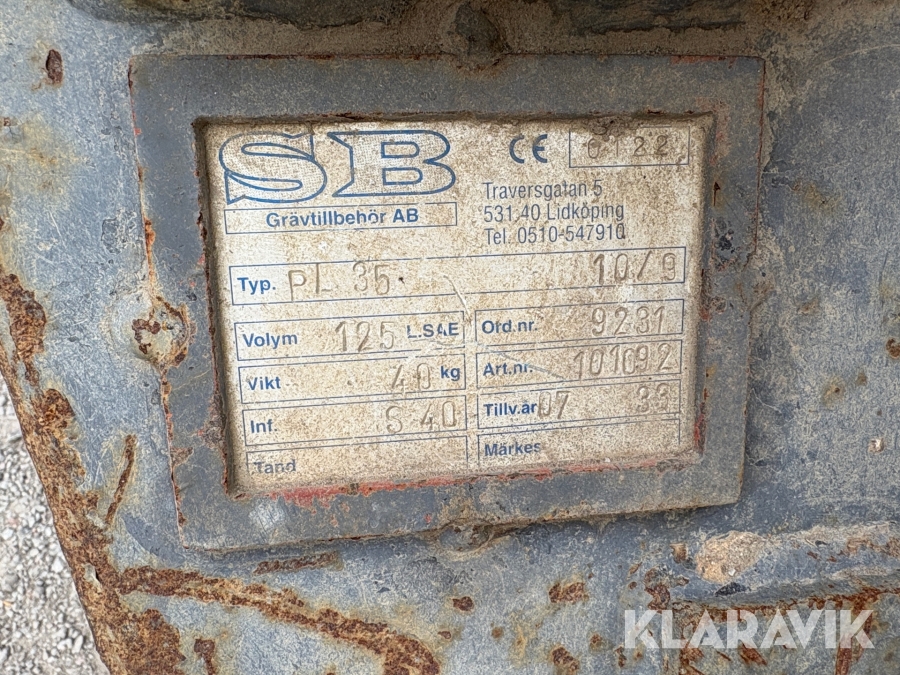 SB
CE 0122
Grävtillbehör AB
Traversgatan 5
531 40 Lidköping
Tel. 0510-547910
Typ. PL 35 10/9
Volym 125 L.SAE
Ord.nr. 9231
Vikt 40 kg
Art.nr. 101092
Inf. S 40
Tillv.år 07 33
Tand
Märkes
KLARAVIK